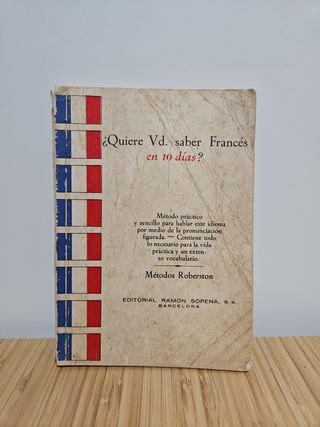 ¿Quiere Vd. saber Francés
en 10 días?
Método práctico
y sencillo para hablar este idioma
por medio de la pronunciación
figurada. — Contiene todo
lo necesario para la vida
práctica y un exten-
so vocabulario.
Métodos Roberston
EDITORIAL RAMÓN SOPENA, S. A.
BARCELONA